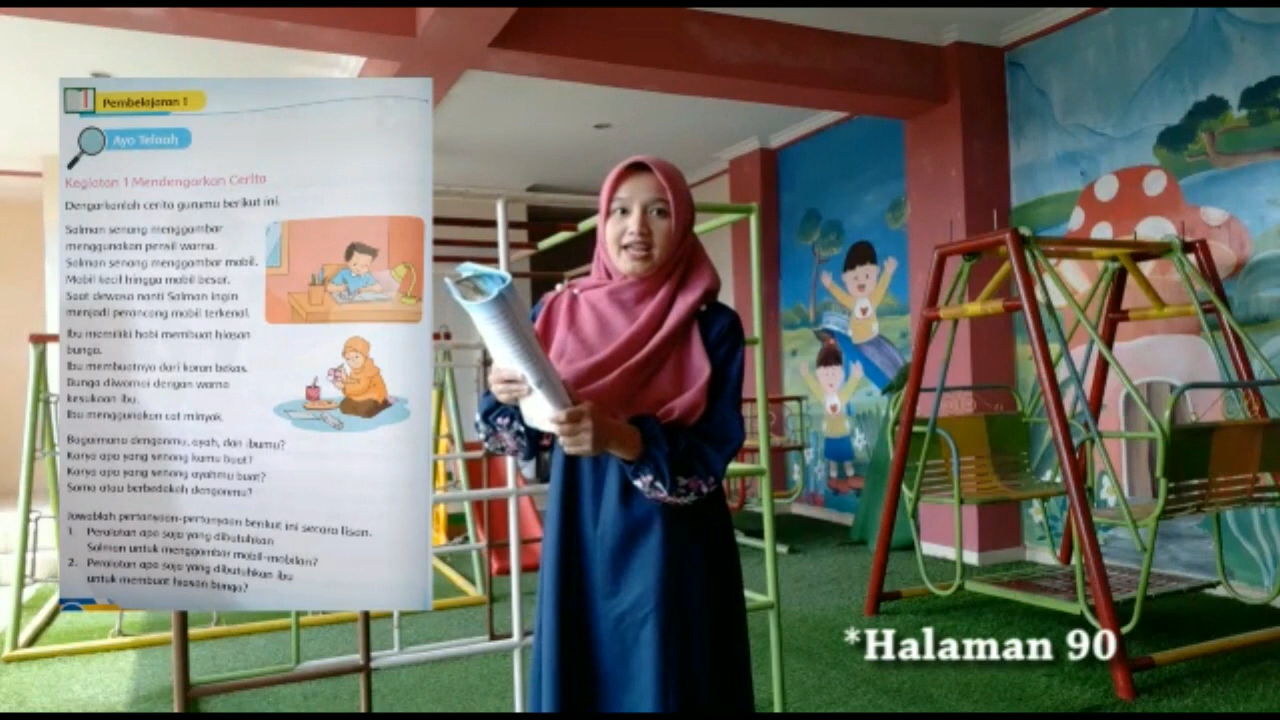 Pembelajaran 1
Ayo Telaah
Kegiatan 1 Mendengarkan Cerita
Dengarkanlah cerita gurumu berikut ini.
Salman senang menggambar
menggunakan pensil warna.
Salman senang menggambar mobil.
Mobil kecil hingga mobil besar.
Saat dewasa nanti Salman ingin
menjadi perancang mobil terkenal.
Ibu memiliki hobi membuat hiasan
bunga.
Ibu membuatnya dari koran bekas.
Bunga diwarnai dengan warna
kesukaan ibu.
Ibu menggunakan cat minyak.
Bagaimana denganmu, ayah, dan ibumu?
Karya apa yang senang kamu buat?
Karya apa yang senang ayahmu buat?
Sama atau berbedakah denganmu?
Jawablah pertanyaan-pertanyaan berikut ini secara lisan.
1. Peralatan apa saja yang dibutuhkan
Salman untuk menggambar mobil-mobilan?
2. Peralatan apa saja yang dibutuhkan ibu
untuk membuat hiasan bunga?
*Halaman 90